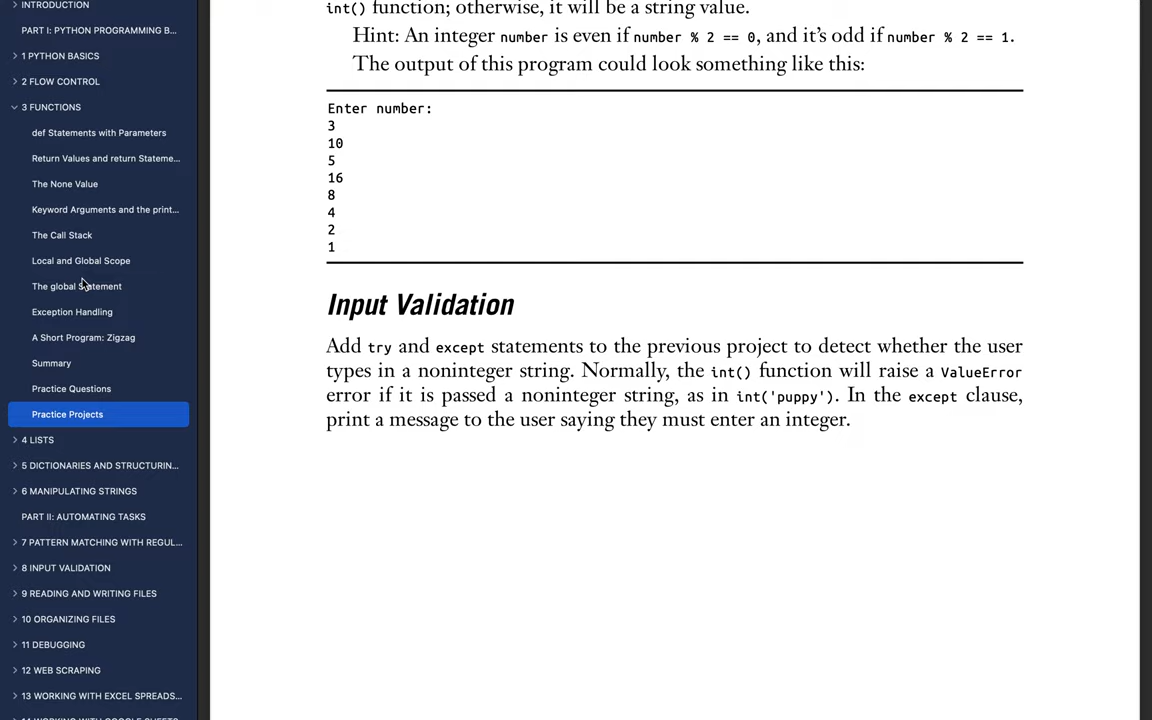 INTRODUCTION
PART I: PYTHON PROGRAMMING B...
1 PYTHON BASICS
2 FLOW CONTROL
3 FUNCTIONS
def Statements with Parameters
Return Values and return Stateme...
The None Value
Keyword Arguments and the print...
The Call Stack
Local and Global Scope
The global Statement
Exception Handling
A Short Program: Zigzag
Summary
Practice Questions
Practice Projects
4 LISTS
5 DICTIONARIES AND STRUCTURIN...
6 MANIPULATING STRINGS
PART II: AUTOMATING TASKS
7 PATTERN MATCHING WITH REGUL...
8 INPUT VALIDATION
9 READING AND WRITING FILES
10 ORGANIZING FILES
11 DEBUGGING
12 WEB SCRAPING
13 WORKING WITH EXCEL SPREADS...
14 WORKING WITH GOOGLE SHEETS
int() function; otherwise, it will be a string value.
Hint: An integer number is even if number % 2 == 0, and it’s odd if number % 2 == 1.
The output of this program could look something like this:
Enter number:
3
10
5
16
8
4
2
1
Input Validation
Add try and except statements to the previous project to detect whether the user
types in a noninteger string. Normally, the int() function will raise a ValueError
error if it is passed a noninteger string, as in int('puppy'). In the except clause,
print a message to the user saying they must enter an integer.